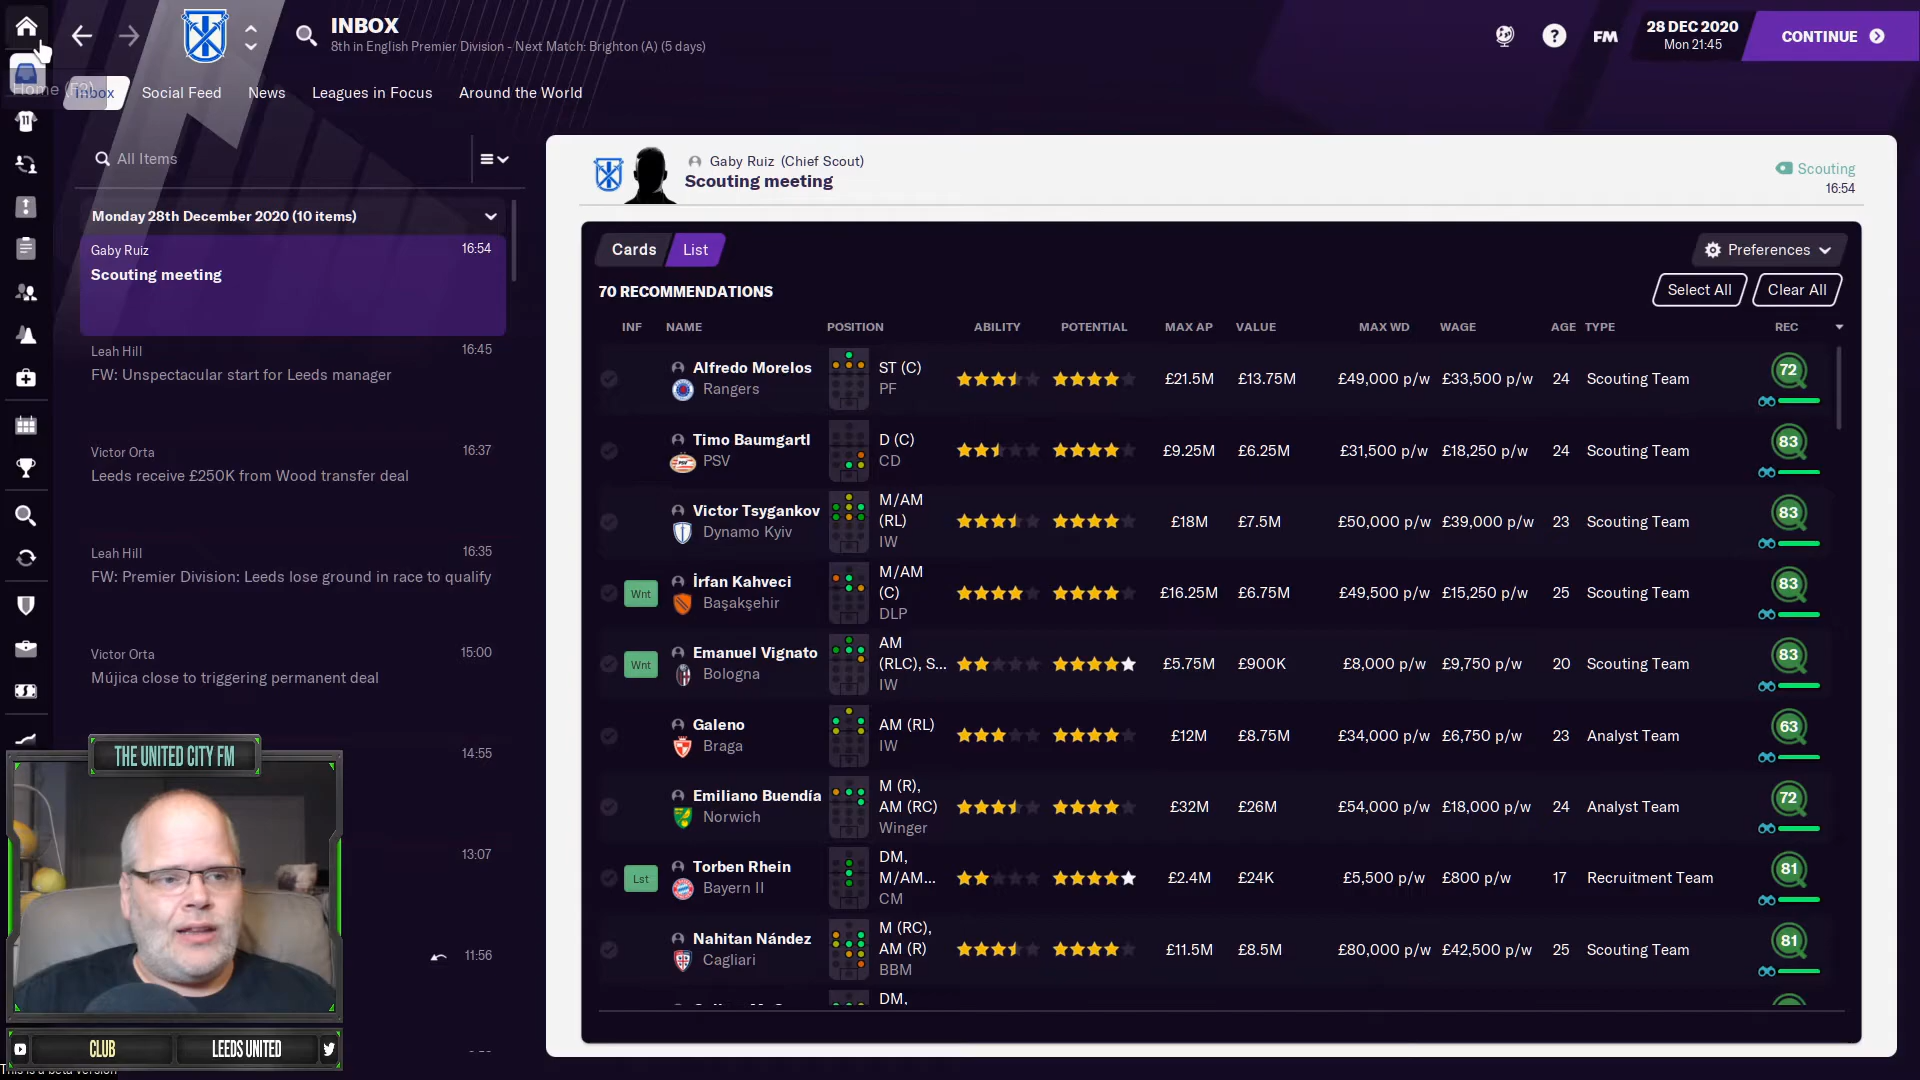 INBOX
8th in English Premier Division - Next Match: Brighton (A) (5 days)
FM
28 DEC 2020
Mon 21:45
CONTINUE
Home (F2)
Inbox
Social Feed
News
Leagues in Focus
Around the World
All Items
Monday 28th December 2020 (10 items)
Gaby Ruiz 16:54
Scouting meeting
Leah Hill 16:45
FW: Unspectacular start for Leeds manager
Victor Orta 16:37
Leeds receive £250K from Wood transfer deal
Leah Hill 16:35
FW: Premier Division: Leeds lose ground in race to qualify
Victor Orta 15:00
Mújica close to triggering permanent deal
14:55
13:07
11:56
THE UNITED CITY FM
CLUB LEEDS UNITED
This is a beta version
Gaby Ruiz (Chief Scout)
Scouting meeting
Scouting
16:54
Cards List
Preferences
70 RECOMMENDATIONS
Select All
Clear All
INF NAME POSITION ABILITY POTENTIAL MAX AP VALUE MAX WD WAGE AGE TYPE REC
Alfredo Morelos
Rangers
ST (C)
PF
£21.5M £13.75M £49,000 p/w £33,500 p/w 24 Scouting Team 72
Timo Baumgartl
PSV
D (C)
CD
£9.25M £6.25M £31,500 p/w £18,250 p/w 24 Scouting Team 83
Victor Tsygankov
Dynamo Kyiv
M/AM
(RL)
IW
£18M £7.5M £50,000 p/w £39,000 p/w 23 Scouting Team 83
Wnt
İrfan Kahveci
Başakşehir
M/AM
(C)
DLP
£16.25M £6.75M £49,500 p/w £15,250 p/w 25 Scouting Team 83
Wnt
Emanuel Vignato
Bologna
AM
(RLC), S...
IW
£5.75M £900K £8,000 p/w £9,750 p/w 20 Scouting Team 83
Galeno
Braga
AM (RL)
IW
£12M £8.75M £34,000 p/w £6,750 p/w 23 Analyst Team 63
Emiliano Buendía
Norwich
M (R),
AM (RC)
Winger
£32M £26M £54,000 p/w £18,000 p/w 24 Analyst Team 72
Lst
Torben Rhein
Bayern II
DM,
M/AM...
CM
£2.4M £24K £5,500 p/w £800 p/w 17 Recruitment Team 81
Nahitan Nández
Cagliari
M (RC),
AM (R)
BBM
£11.5M £8.5M £80,000 p/w £42,500 p/w 25 Scouting Team 81
DM,